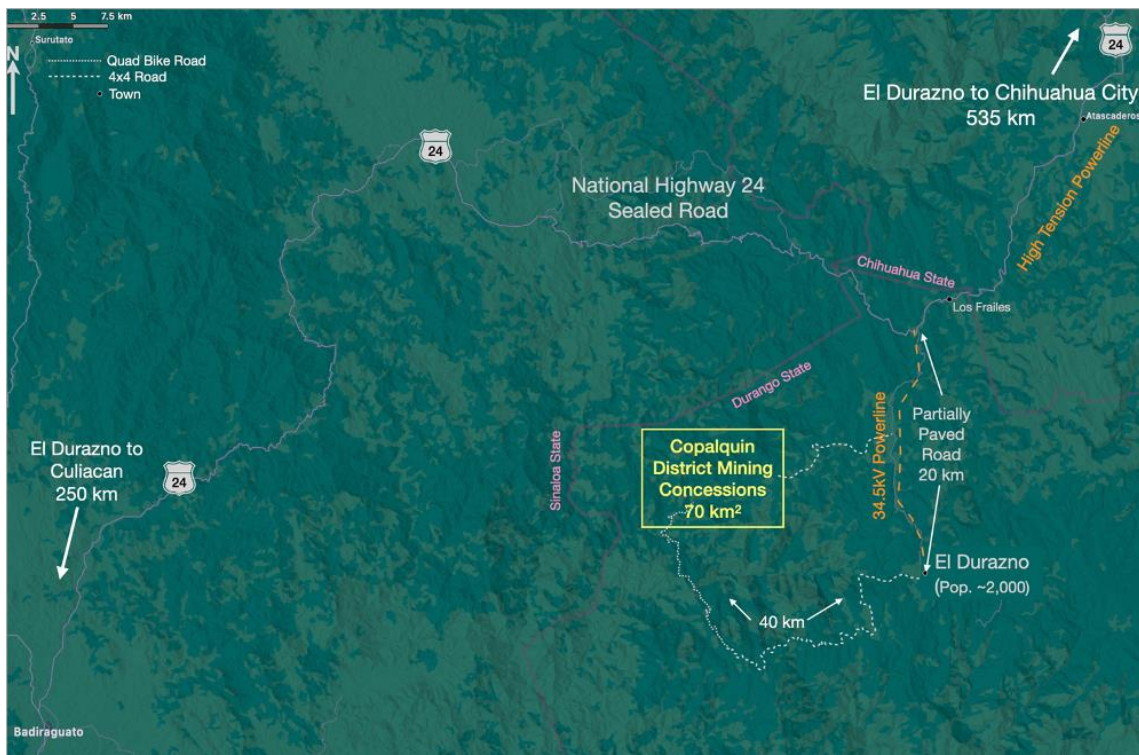 2.5 5 7.5 km
Surutato
N
Quad Bike Road
4x4 Road
Town
24
El Durazno to Chihuahua City
535 km
Atascaderos
24
National Highway 24
Sealed Road
High Tension Powerline
Chihuahua State
Los Frailes
Durango State
Partially
Paved
Road
20 km
34.5kV Powerline
El Durazno to
Culiacan
250 km
24
Sinaloa State
Copalquin
District Mining
Concessions
70 km²
El Durazno
(Pop. ~2,000)
40 km
Badiraguato